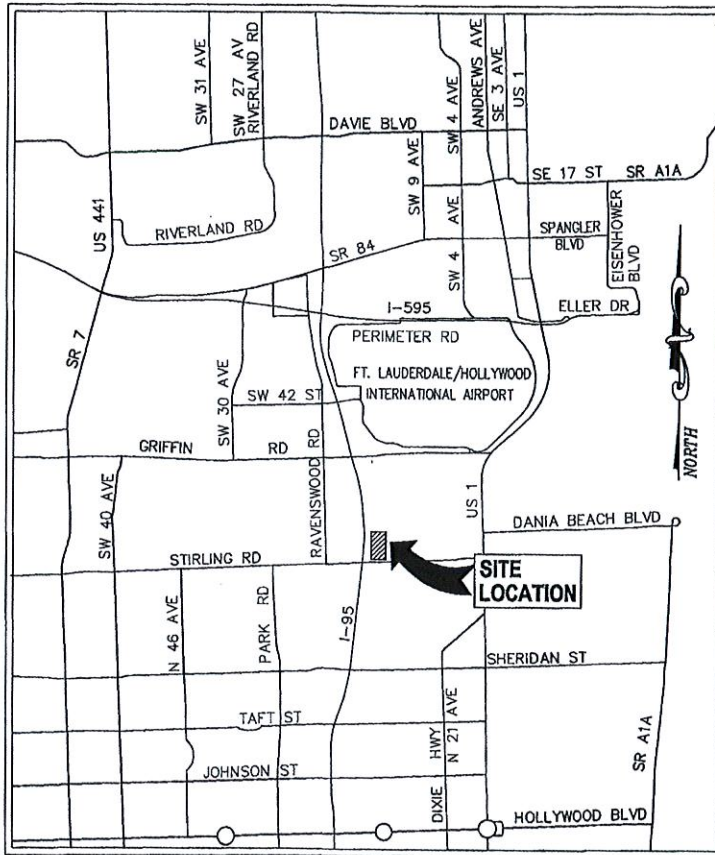 SW 31 AVE
SW 27 AV
RIVERLAND RD
SW 4 AVE
ANDREWS AVE
SE 3 AVE
US 1
DAVIE BLVD
SW 9 AVE
SE 17 ST
SR A1A
US 441
RIVERLAND RD
SR 84
SW 4 AVE
SPANGLER
BLVD
EISENHOWER
BLVD
I-595
ELLER DR
PERIMETER RD
SR 7
FT. LAUDERDALE/HOLLYWOOD
INTERNATIONAL AIRPORT
SW 30 AVE
SW 42 ST
GRIFFIN RD
RAVENSWOOD RD
US 1
NORTH
SW 40 AVE
DANIA BEACH BLVD
STIRLING RD
SITE
LOCATION
N 46 AVE
PARK RD
I-95
SHERIDAN ST
TAFT ST
DIXIE HWY
N 21 AVE
SR A1A
JOHNSON ST
HOLLYWOOD BLVD